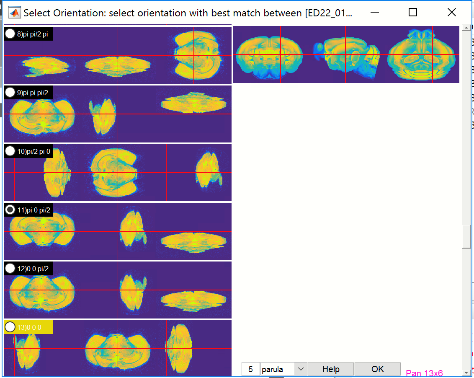 Select Orientation: select orientation with best match between [ED22_01...
8)pi pi/2 pi
9)pi pi pi/2
10)pi/2 pi 0
11)pi 0 pi/2
12)0 0 pi/2
13)0 0 0
5 parula Help OK
Pan 13x6